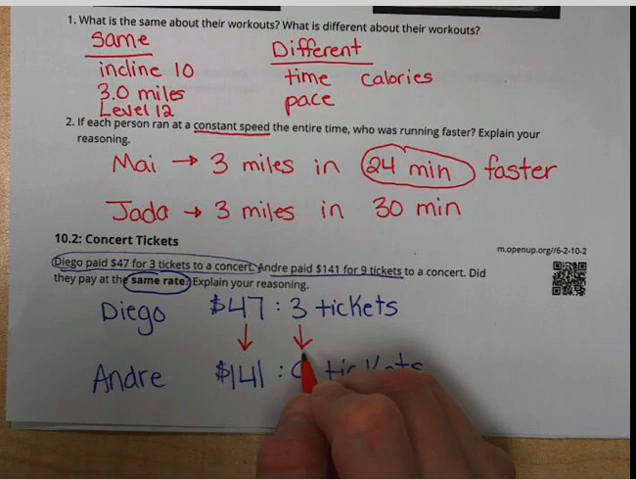 1. What is the same about their workouts? What is different about their workouts?
Same Different
incline 10 time calories
3.0 miles pace
Level 12
2. If each person ran at a constant speed the entire time, who was running faster? Explain your
reasoning.
Mai → 3 miles in 24 min faster
Jada → 3 miles in 30 min
10.2: Concert Tickets
m.openup.org//6-2-10-2
Diego paid $47 for 3 tickets to a concert. Andre paid $141 for 9 tickets to a concert. Did
they pay at the same rate? Explain your reasoning.
Diego $47 : 3 tickets
Andre $141 : tickets